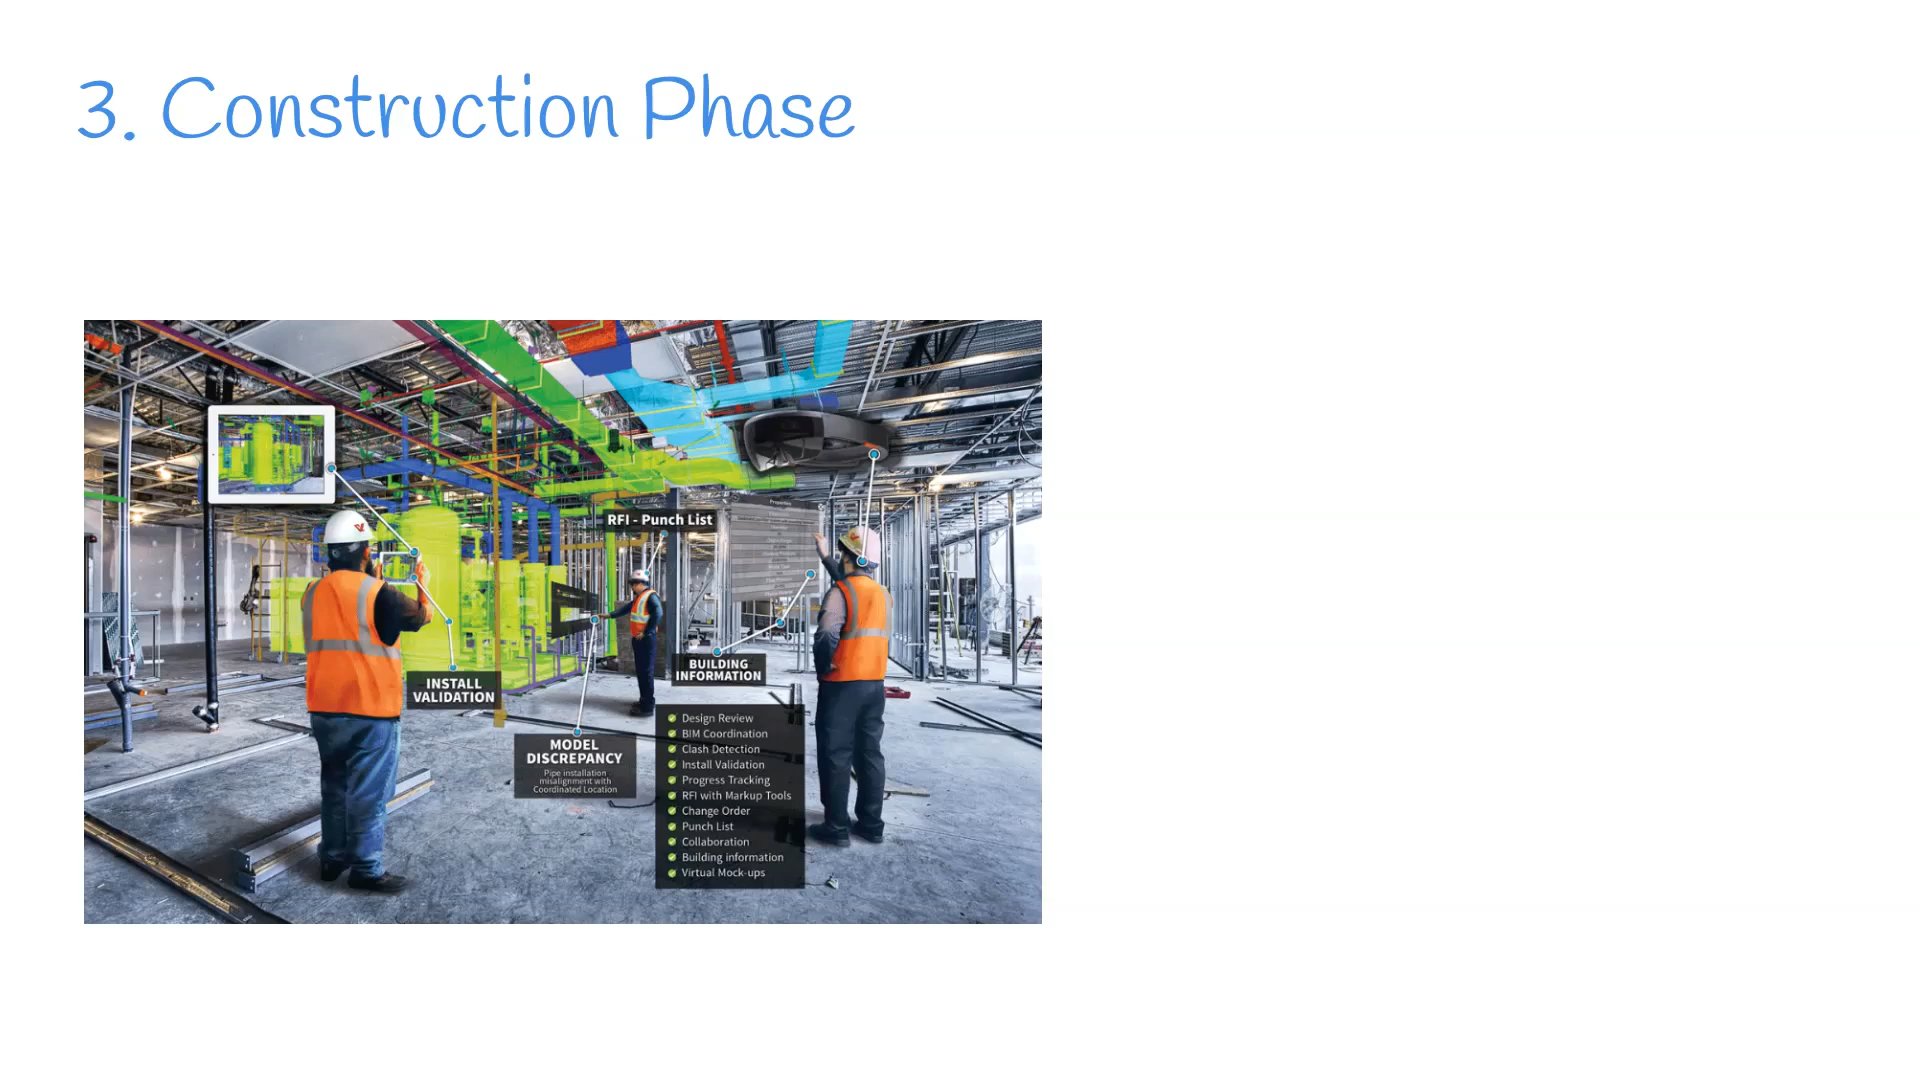 3. Construction Phase
RFI - Punch List
BUILDING
INFORMATION
INSTALL
VALIDATION
MODEL
DISCREPANCY
Pipe installation
misalignment with
Coordinated Location
Design Review
BIM Coordination
Clash Detection
Install Validation
Progress Tracking
RFI with Markup Tools
Change Order
Punch List
Collaboration
Building information
Virtual Mock-ups